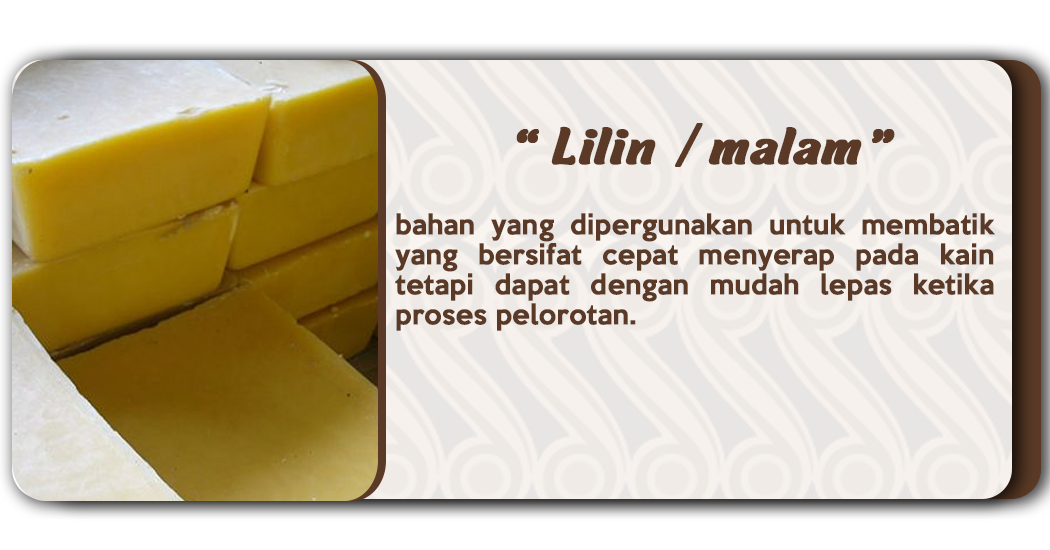 “ Lilin / malam ”
bahan yang dipergunakan untuk membatik
yang bersifat cepat menyerap pada kain
tetapi dapat dengan mudah lepas ketika
proses pelorotan.